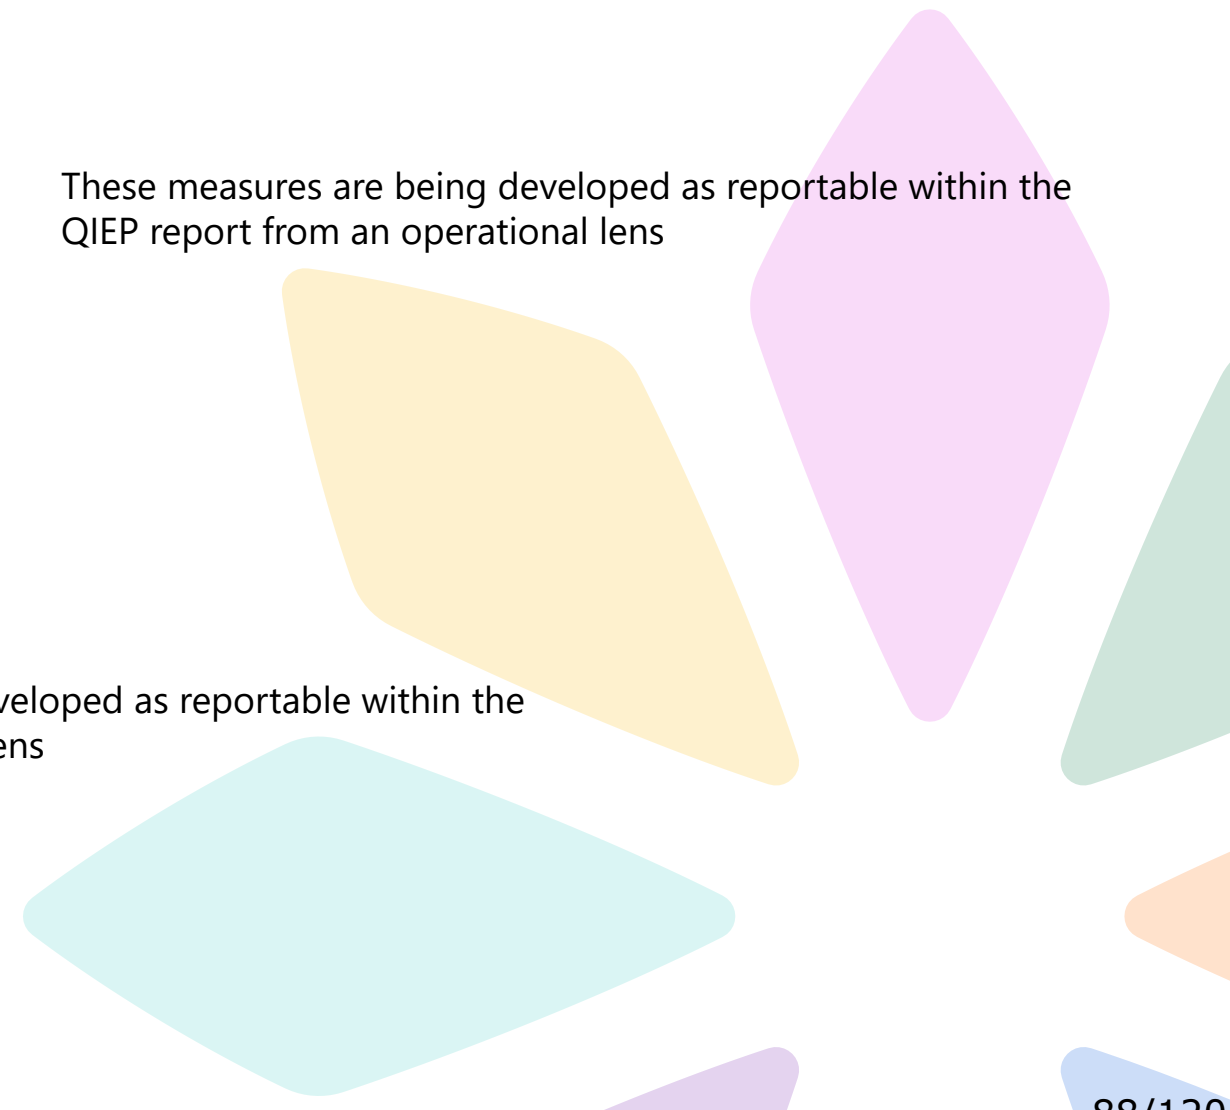 These measures are being developed as reportable within the
QIEP report from an operational lens
veloped as reportable within the
ens